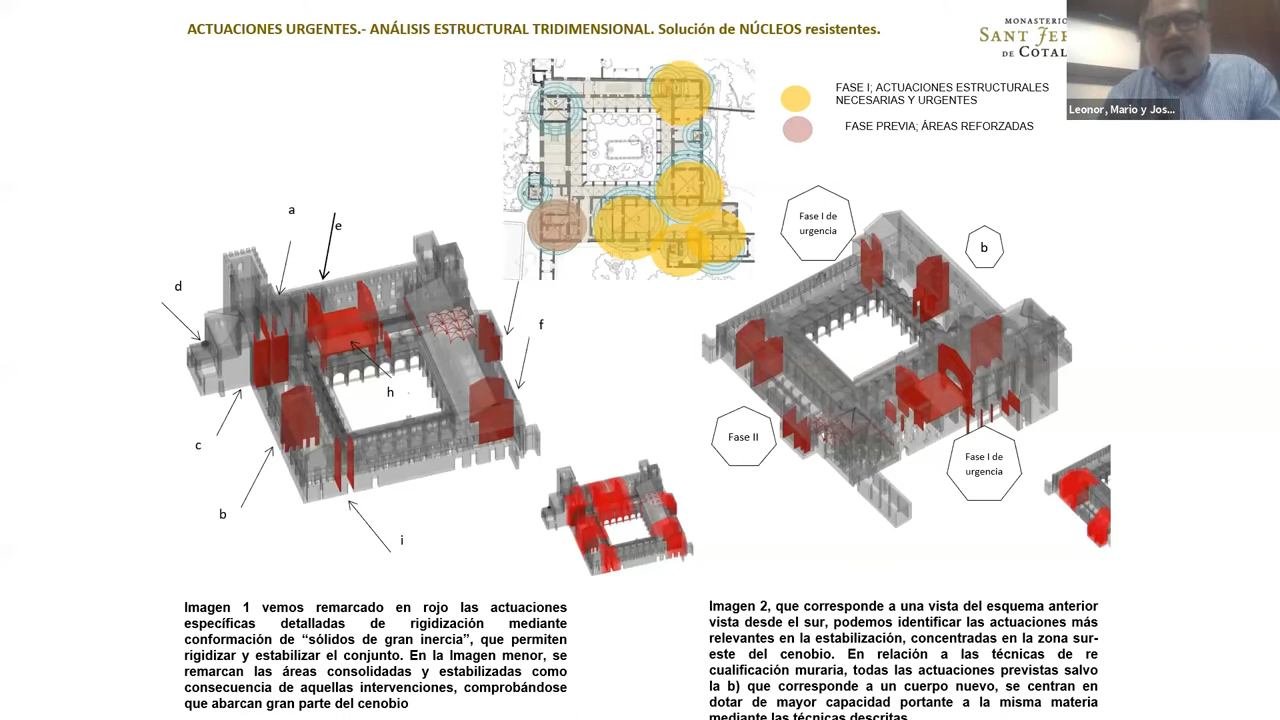 ACTUACIONES URGENTES.- ANÁLISIS ESTRUCTURAL TRIDIMENSIONAL. Solución de NÚCLEOS resistentes.
MONASTERIO
SANT JER
DE COTAL
Leonor, Mario y Jos...
FASE I; ACTUACIONES ESTRUCTURALES
NECESARIAS Y URGENTES
FASE PREVIA; ÁREAS REFORZADAS
a
e
d
f
h
c
b
i
Fase I de
urgencia
b
Fase II
Fase I de
urgencia
Imagen 1 vemos remarcado en rojo las actuaciones
específicas detalladas de rigidización mediante
conformación de “sólidos de gran inercia”, que permiten
rigidizar y estabilizar el conjunto. En la Imagen menor, se
remarcan las áreas consolidadas y estabilizadas como
consecuencia de aquellas intervenciones, comprobándose
que abarcan gran parte del cenobio
Imagen 2, que corresponde a una vista del esquema anterior
vista desde el sur, podemos identificar las actuaciones más
relevantes en la estabilización, concentradas en la zona sur-
este del cenobio. En relación a las técnicas de re
cualificación muraria, todas las actuaciones previstas salvo
la b) que corresponde a un cuerpo nuevo, se centran en
dotar de mayor capacidad portante a la misma materia
mediante las técnicas descritas